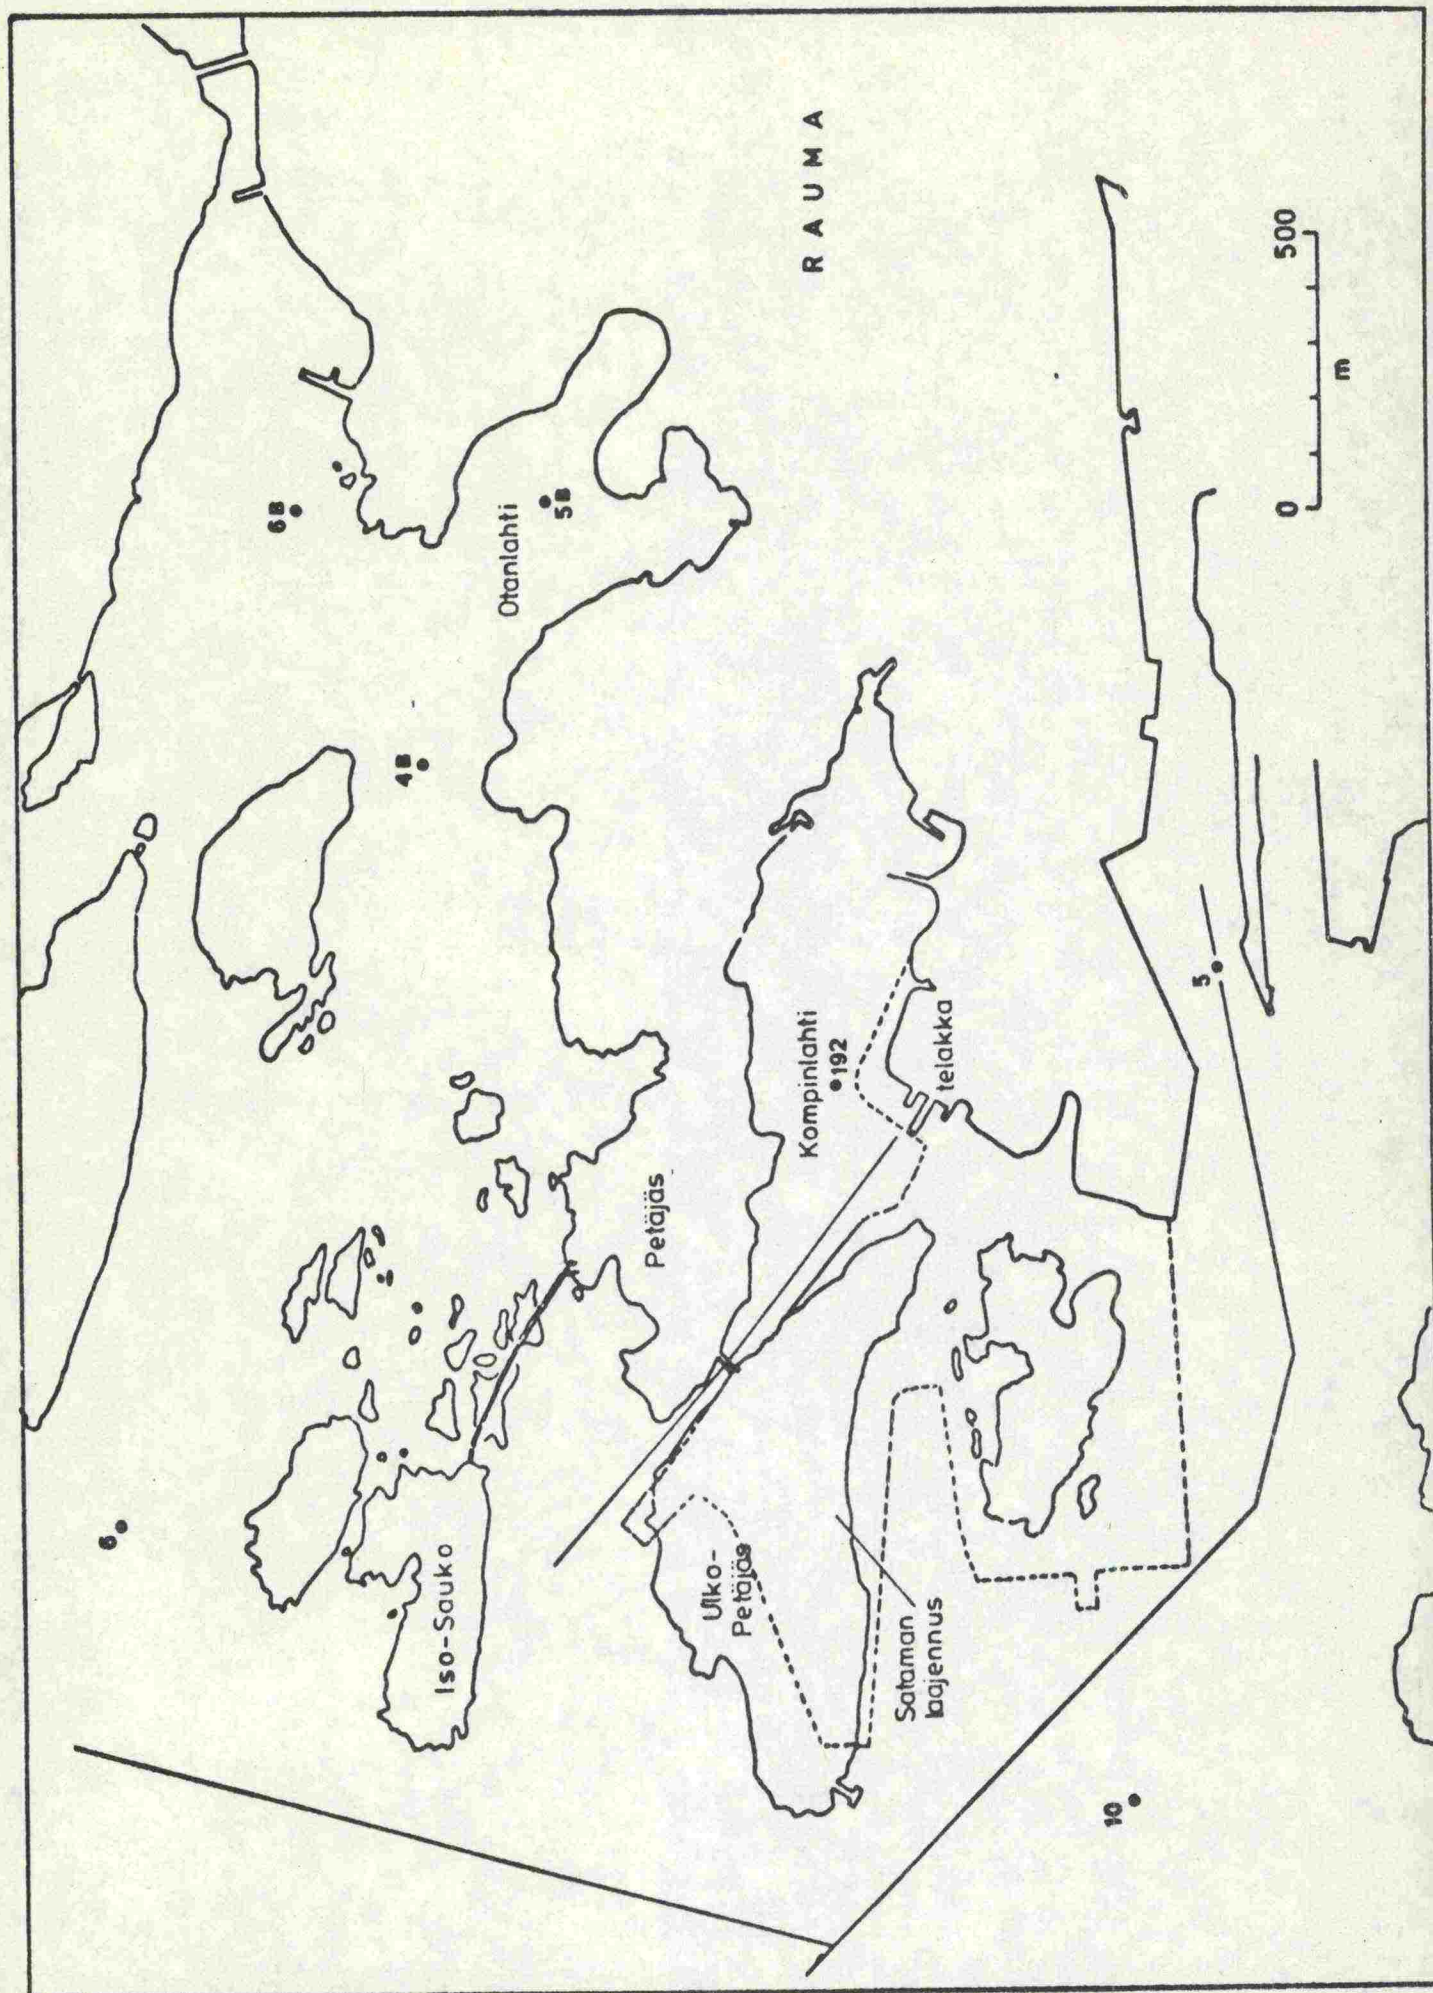 RAUMA
6B
5B
Otanlahti
4B
500
0
m
Kompinlahti
192
telakka
5
Petäjäs
6
Iso-Sauko
Ulko-
Petäjäs
Sataman
laajennus
10